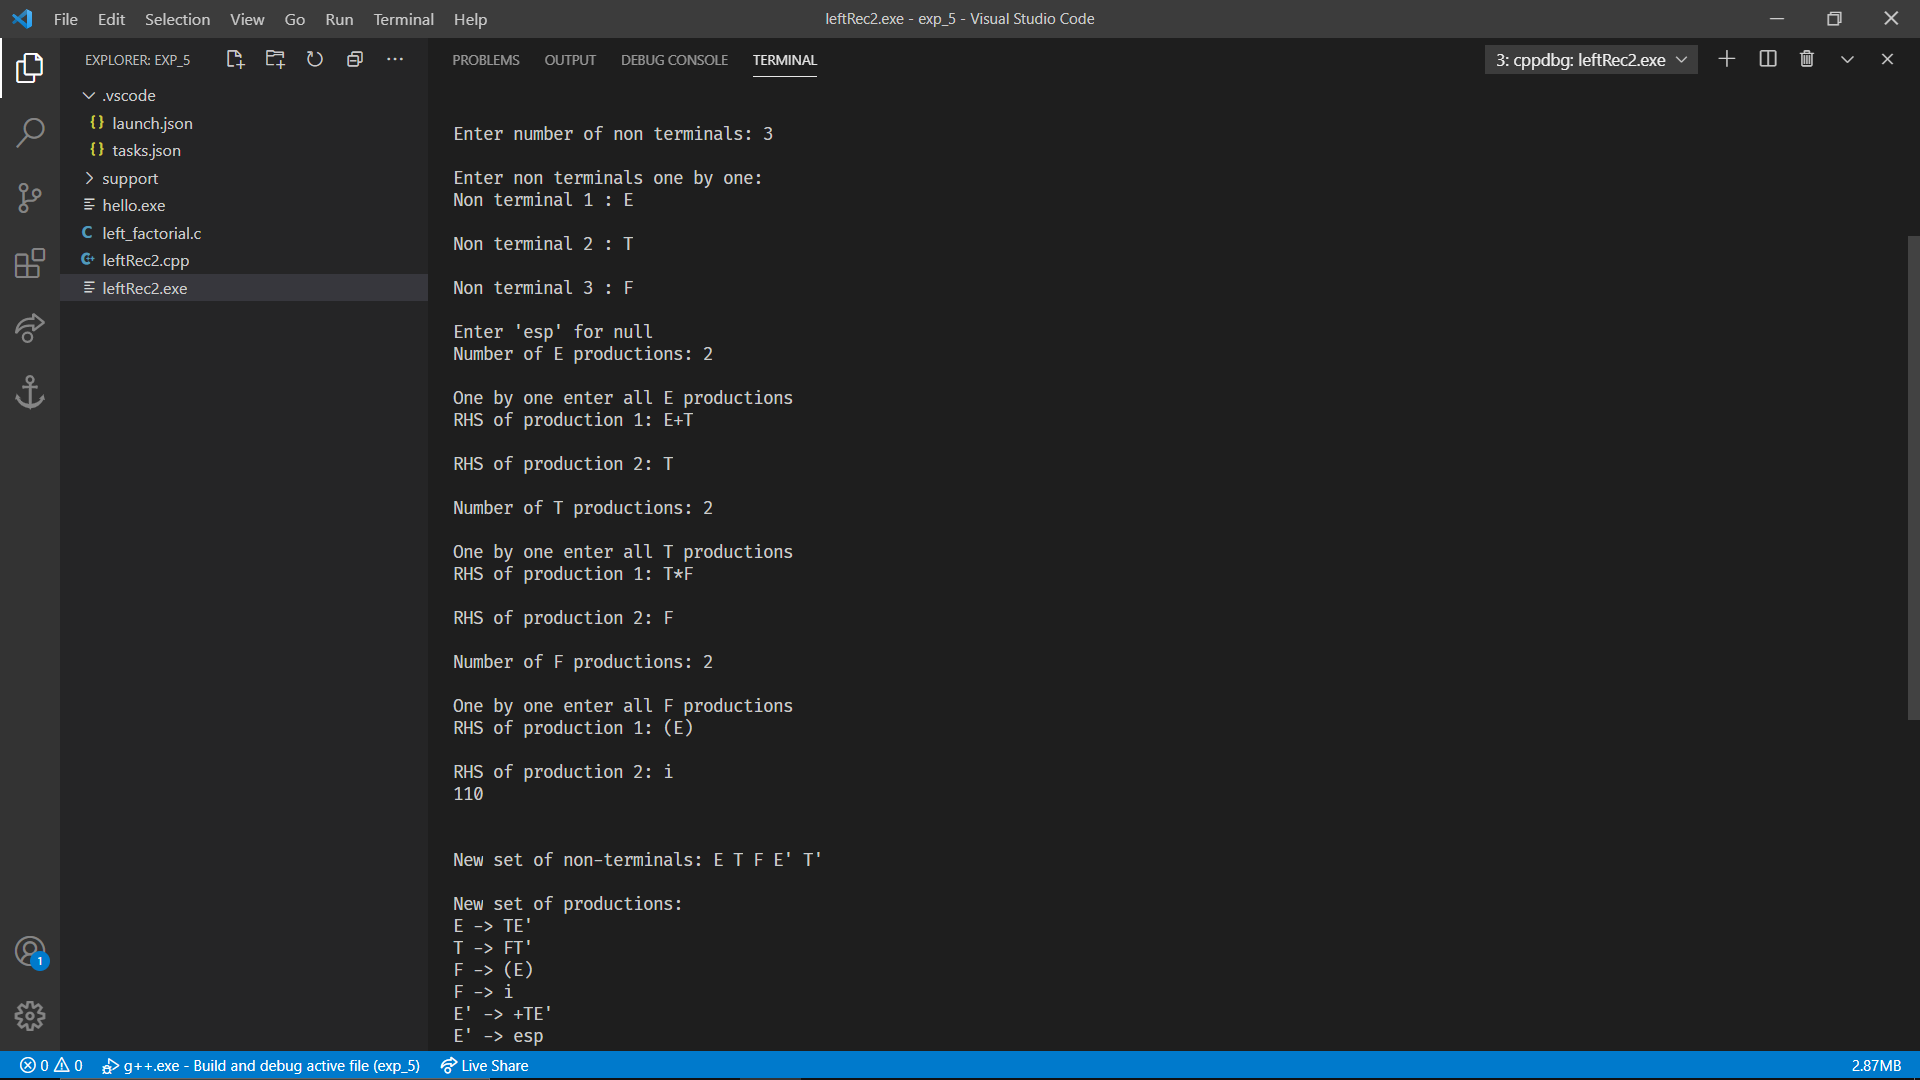 File Edit Selection View Go Run Terminal Help
leftRec2.exe - exp_5 - Visual Studio Code
EXPLORER: EXP_5
.vscode
{} launch.json
{} tasks.json
support
hello.exe
C left_factorial.c
C++ leftRec2.cpp
leftRec2.exe
1
PROBLEMS OUTPUT DEBUG CONSOLE TERMINAL
3: cppdbg: leftRec2.exe
Enter number of non terminals: 3
Enter non terminals one by one:
Non terminal 1 : E
Non terminal 2 : T
Non terminal 3 : F
Enter 'esp' for null
Number of E productions: 2
One by one enter all E productions
RHS of production 1: E+T
RHS of production 2: T
Number of T productions: 2
One by one enter all T productions
RHS of production 1: T*F
RHS of production 2: F
Number of F productions: 2
One by one enter all F productions
RHS of production 1: (E)
RHS of production 2: i
110
New set of non-terminals: E T F E' T'
New set of productions:
E -> TE'
T -> FT'
F -> (E)
F -> i
E' -> +TE'
E' -> esp
0 0 g++.exe - Build and debug active file (exp_5) Live Share
2.87MB